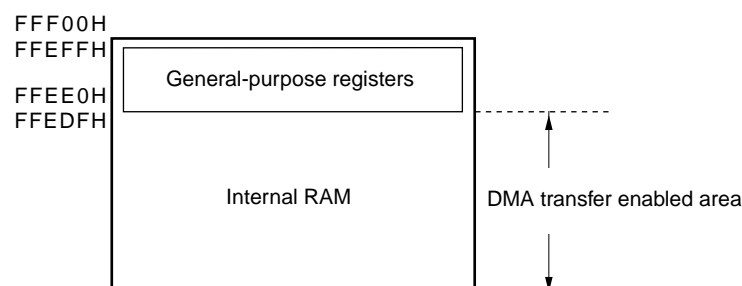 FFF00H
FFEFFH
General-purpose registers
FFEE0H
FFEDFH
Internal RAM
DMA transfer enabled area